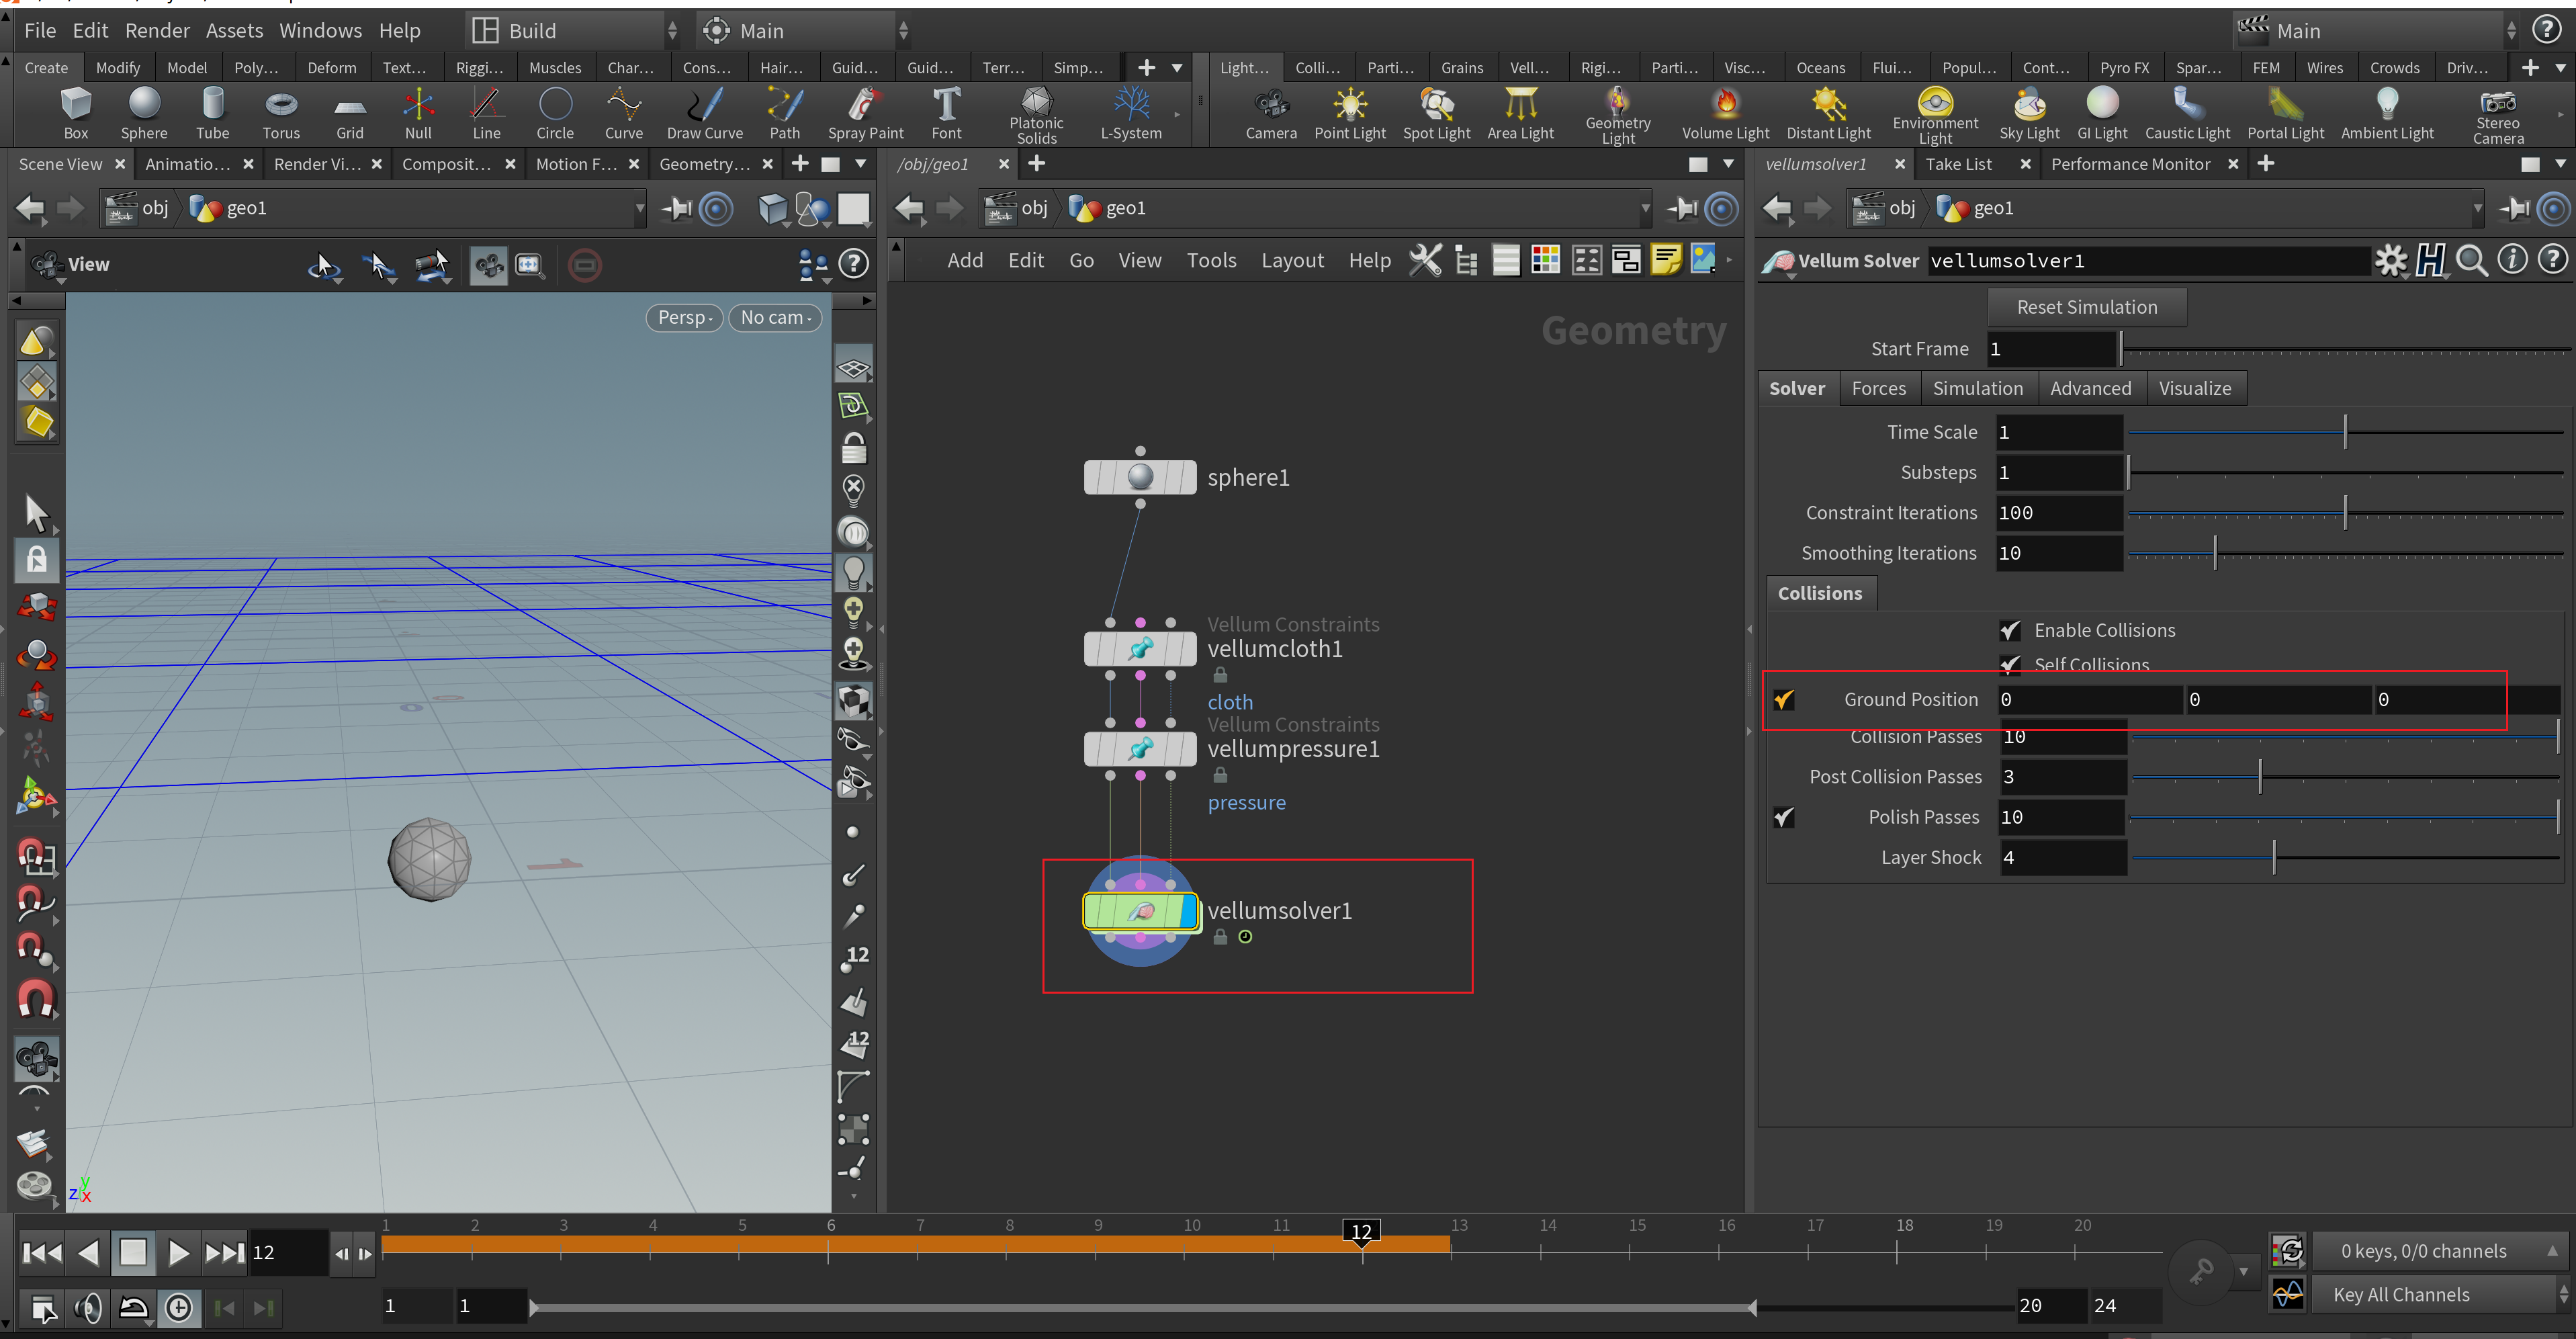 File Edit Render Assets Windows Help Build Main Main
Create Modify Model Poly... Deform Text... Riggi... Muscles Char... Cons... Hair... Guid... Guid... Terr... Simp... Light... Colli... Parti... Grains Vell... Rigi... Parti... Visc... Oceans Flui... Popul... Cont... Pyro FX Spar... FEM Wires Crowds Driv...
Box Sphere Tube Torus Grid Null Line Circle Curve Draw Curve Path Spray Paint Font Platonic Solids L-System Camera Point Light Spot Light Area Light Geometry Light Volume Light Distant Light Environment Light Sky Light GI Light Caustic Light Portal Light Ambient Light Stereo Camera
Scene View Animatio... Render Vi... Composit... Motion F... Geometry... /obj/geo1 vellumsolver1 Take List Performance Monitor
obj geo1 obj geo1 obj geo1
View
Persp No cam
12
12
z y x
Add Edit Go View Tools Layout Help
Geometry
sphere1
Vellum Constraints
vellumcloth1
cloth
Vellum Constraints
vellumpressure1
pressure
vellumsolver1
Vellum Solver vellumsolver1
Reset Simulation
Start Frame 1
Solver Forces Simulation Advanced Visualize
Time Scale 1
Substeps 1
Constraint Iterations 100
Smoothing Iterations 10
Collisions
Enable Collisions
Self Collisions
Ground Position 0 0 0
Collision Passes 10
Post Collision Passes 3
Polish Passes 10
Layer Shock 4
1 2 3 4 5 6 7 8 9 10 11 12 13 14 15 16 17 18 19 20
12 0 keys, 0/0 channels
1 1 20 24 Key All Channels